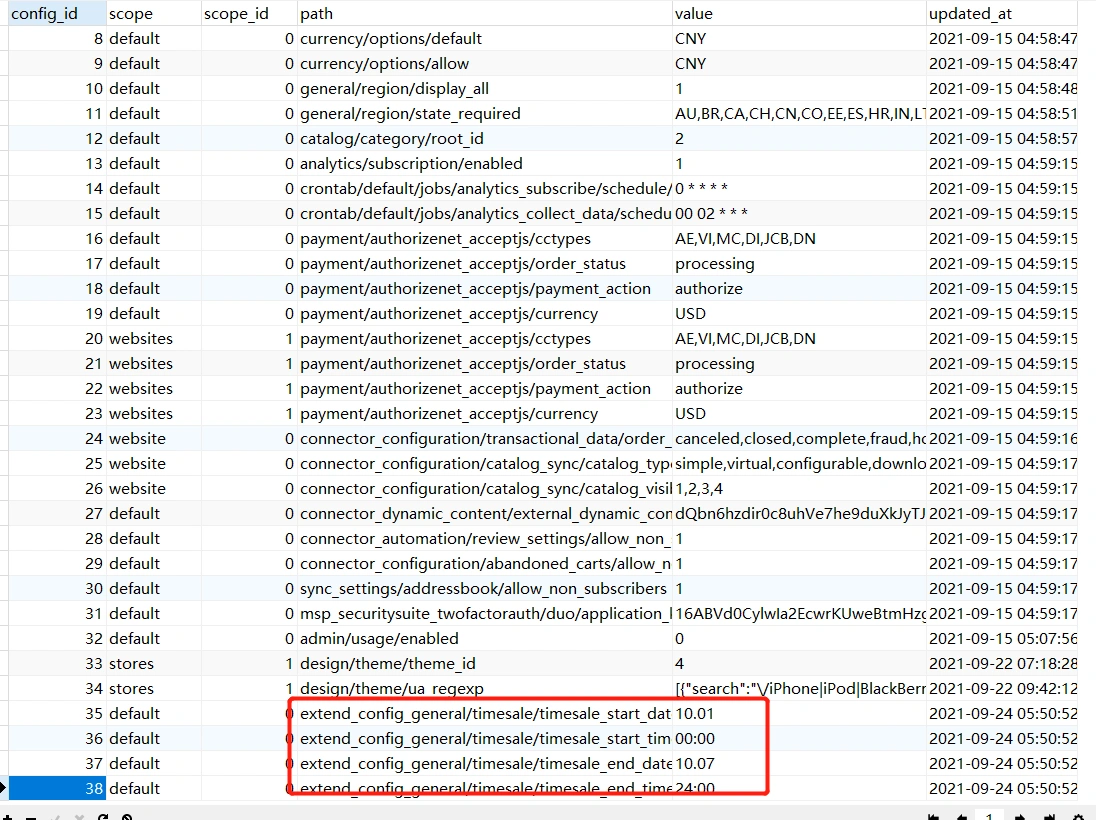 config_id scope scope_id path value updated_at
8 default 0 currency/options/default CNY 2021-09-15 04:58:47
9 default 0 currency/options/allow CNY 2021-09-15 04:58:47
10 default 0 general/region/display_all 1 2021-09-15 04:58:48
11 default 0 general/region/state_required AU,BR,CA,CH,CN,CO,EE,ES,HR,IN,LT 2021-09-15 04:58:51
12 default 0 catalog/category/root_id 2 2021-09-15 04:58:57
13 default 0 analytics/subscription/enabled 1 2021-09-15 04:59:15
14 default 0 crontab/default/jobs/analytics_subscribe/schedule/ 0 * * * * 2021-09-15 04:59:15
15 default 0 crontab/default/jobs/analytics_collect_data/schedu 00 02 * * * 2021-09-15 04:59:15
16 default 0 payment/authorizenet_acceptjs/cctypes AE,VI,MC,DI,JCB,DN 2021-09-15 04:59:15
17 default 0 payment/authorizenet_acceptjs/order_status processing 2021-09-15 04:59:15
18 default 0 payment/authorizenet_acceptjs/payment_action authorize 2021-09-15 04:59:15
19 default 0 payment/authorizenet_acceptjs/currency USD 2021-09-15 04:59:15
20 websites 1 payment/authorizenet_acceptjs/cctypes AE,VI,MC,DI,JCB,DN 2021-09-15 04:59:15
21 websites 1 payment/authorizenet_acceptjs/order_status processing 2021-09-15 04:59:15
22 websites 1 payment/authorizenet_acceptjs/payment_action authorize 2021-09-15 04:59:15
23 websites 1 payment/authorizenet_acceptjs/currency USD 2021-09-15 04:59:15
24 website 0 connector_configuration/transactional_data/order_ canceled,closed,complete,fraud,hc 2021-09-15 04:59:16
25 website 0 connector_configuration/catalog_sync/catalog_type simple,virtual,configurable,downlo 2021-09-15 04:59:17
26 website 0 connector_configuration/catalog_sync/catalog_visil 1,2,3,4 2021-09-15 04:59:17
27 default 0 connector_dynamic_content/external_dynamic_con dQbn6hzdir0c8uhVe7he9duXkJyTJ 2021-09-15 04:59:17
28 default 0 connector_automation/review_settings/allow_non_ 1 2021-09-15 04:59:17
29 default 0 connector_configuration/abandoned_carts/allow_n 1 2021-09-15 04:59:17
30 default 0 sync_settings/addressbook/allow_non_subscribers 1 2021-09-15 04:59:17
31 default 0 msp_securitysuite_twofactorauth/duo/application_l 16ABVd0CylwIa2EcwrKUweBtmHzg 2021-09-15 04:59:17
32 default 0 admin/usage/enabled 0 2021-09-15 05:07:56
33 stores 1 design/theme/theme_id 4 2021-09-22 07:18:28
34 stores 1 design/theme/ua_regexp [{"search":"\/iPhone|iPod|BlackBerr 2021-09-22 09:42:12
35 default 0 extend_config_general/timesale/timesale_start_dat 10.01 2021-09-24 05:50:52
36 default 0 extend_config_general/timesale/timesale_start_tim 00:00 2021-09-24 05:50:52
37 default 0 extend_config_general/timesale/timesale_end_date 10.07 2021-09-24 05:50:52
38 default 0 extend_config_general/timesale/timesale_end_time 24:00 2021-09-24 05:50:52
1